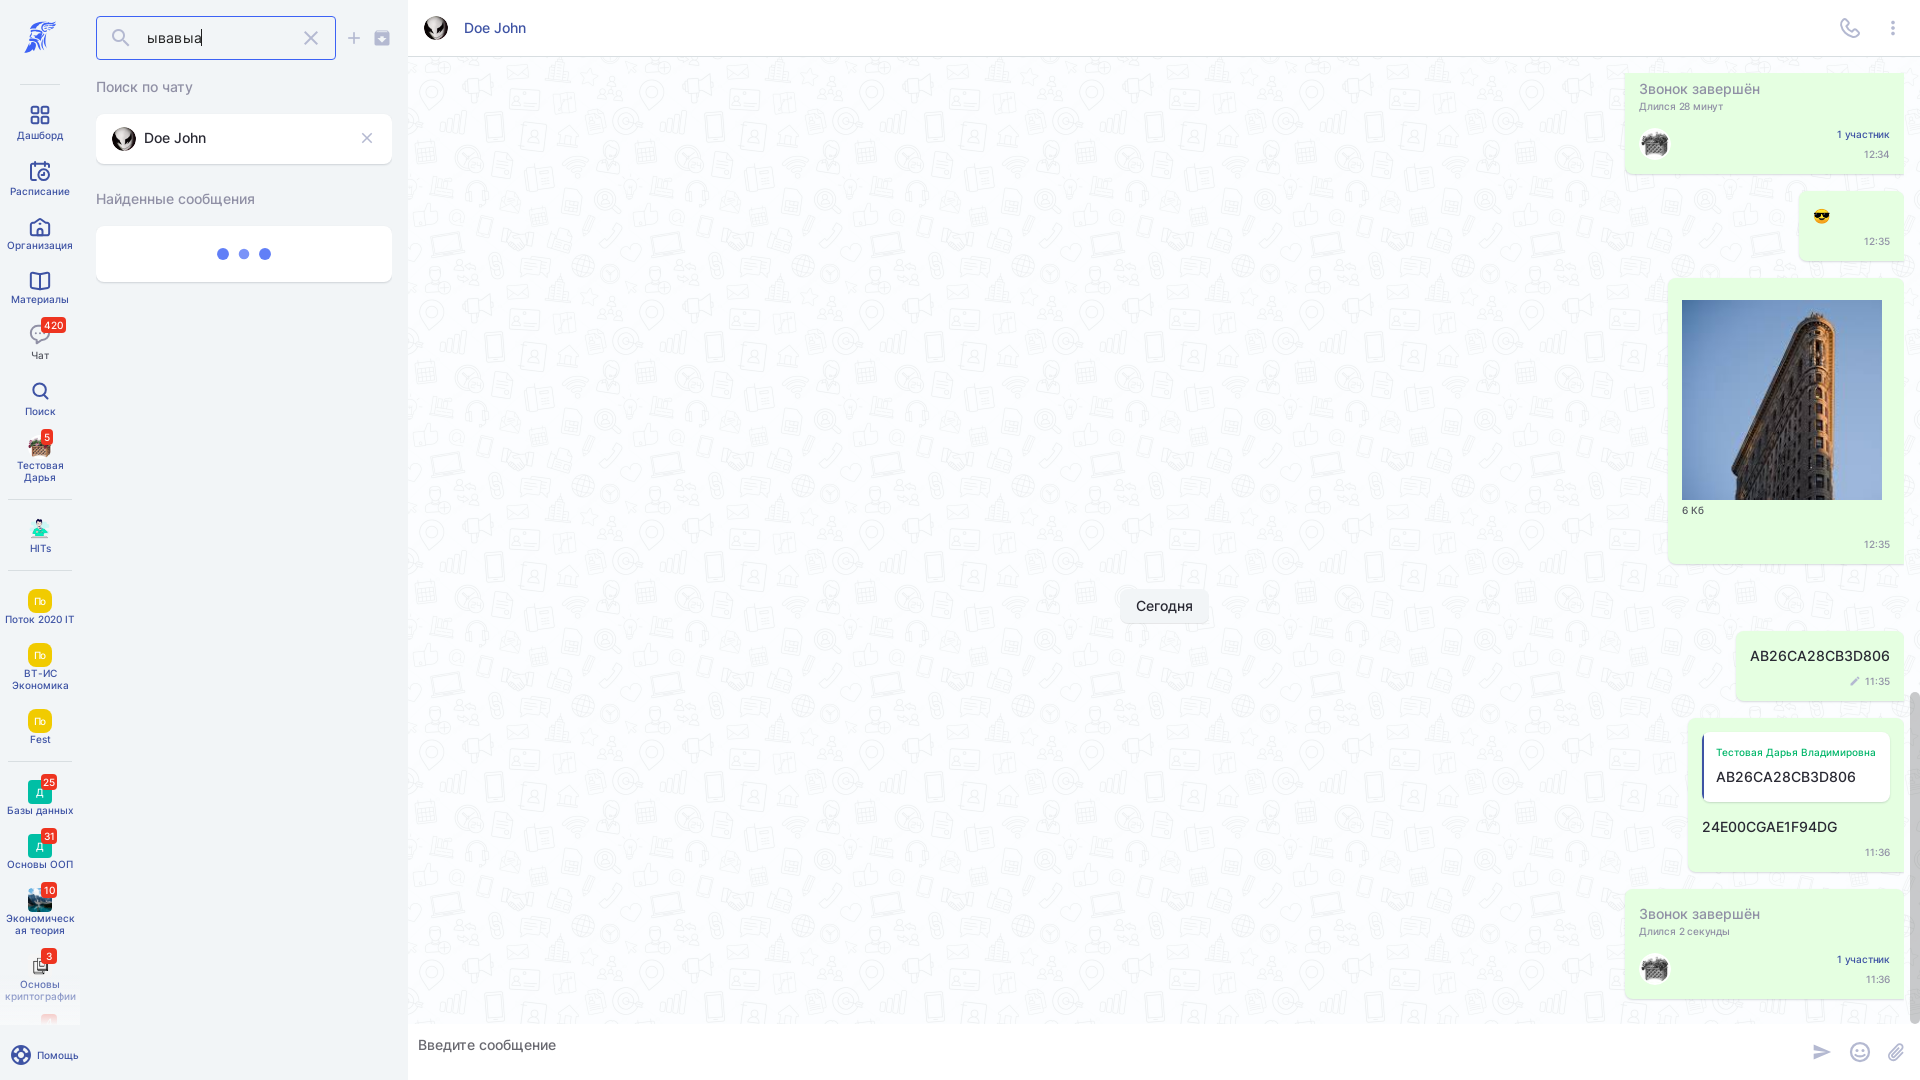 ывавыа
Поиск по чату
Doe John
Найденные сообщения
Дашборд
Расписание
Организация
Материалы
420
Чат
Поиск
5
Тестовая
Дарья
HITs
По
Поток 2020 IT
По
ВТ-ИС
Экономика
По
Fest
25
Д
Базы данных
31
Д
Основы ООП
10
Экономическ
ая теория
3
Основы
криптографии
Помощь
Doe John
Звонок завершён
Длился 28 минут
1 участник
12:34
12:35
6 Кб
12:35
Сегодня
AB26CA28CB3D806
11:35
Тестовая Дарья Владимировна
AB26CA28CB3D806
24E00CGAE1F94DG
11:36
Звонок завершён
Длился 2 секунды
1 участник
11:36
Введите сообщение